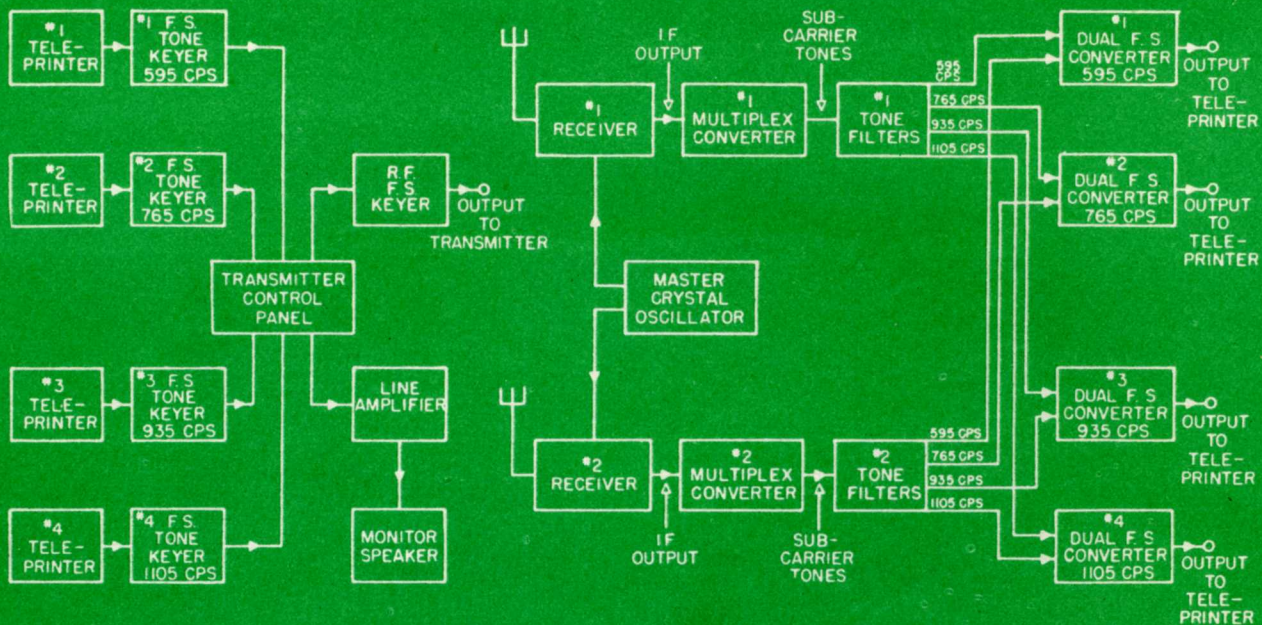 #1
TELE-
PRINTER
#1 F. S.
TONE
KEYER
595 CPS
#2
TELE-
PRINTER
#2 F. S.
TONE
KEYER
765 CPS
TRANSMITTER
CONTROL
PANEL
#3
TELE-
PRINTER
#3 F. S.
TONE
KEYER
935 CPS
#4
TELE-
PRINTER
#4 F. S.
TONE
KEYER
1105 CPS
R.F.
F. S.
KEYER
OUTPUT
TO
TRANSMITTER
LINE
AMPLIFIER
MONITOR
SPEAKER
#1
RECEIVER
I.F.
OUTPUT
#1
MULTIPLEX
CONVERTER
SUB-
CARRIER
TONES
#1
TONE
FILTERS
595
CPS
765 CPS
935 CPS
1105 CPS
MASTER
CRYSTAL
OSCILLATOR
#2
RECEIVER
I.F.
OUTPUT
#2
MULTIPLEX
CONVERTER
SUB-
CARRIER
TONES
#2
TONE
FILTERS
595 CPS
765 CPS
935 CPS
1105 CPS
#1
DUAL F. S.
CONVERTER
595 CPS
OUTPUT
TO
TELE-
PRINTER
#2
DUAL F. S.
CONVERTER
765 CPS
OUTPUT
TO
TELE-
PRINTER
#3
DUAL F. S
CONVERTER
935 CPS
OUTPUT
TO
TELE-
PRINTER
#4
DUAL F. S
CONVERTER
1105 CPS
OUTPUT
TO
TELE-
PRINTER